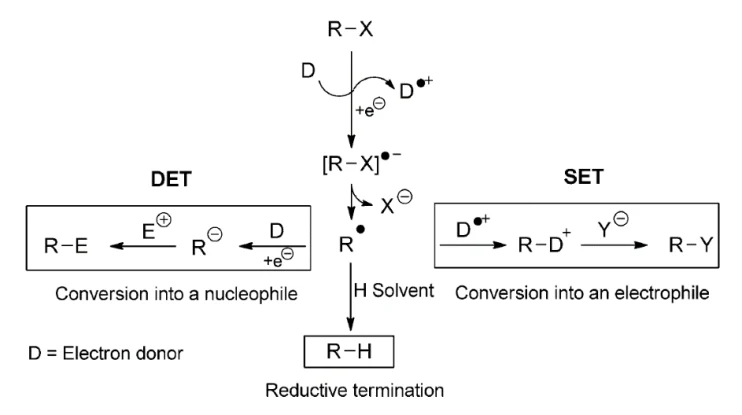 R–X
D
D•+
+e⊖
[R–X]•–
DET
SET
X⊖
R–E
E⊕
R⊖
D
+e⊖
R•
D•+
R–D+
Y⊖
R–Y
Conversion into a nucleophile
H Solvent
Conversion into an electrophile
D = Electron donor
R–H
Reductive termination